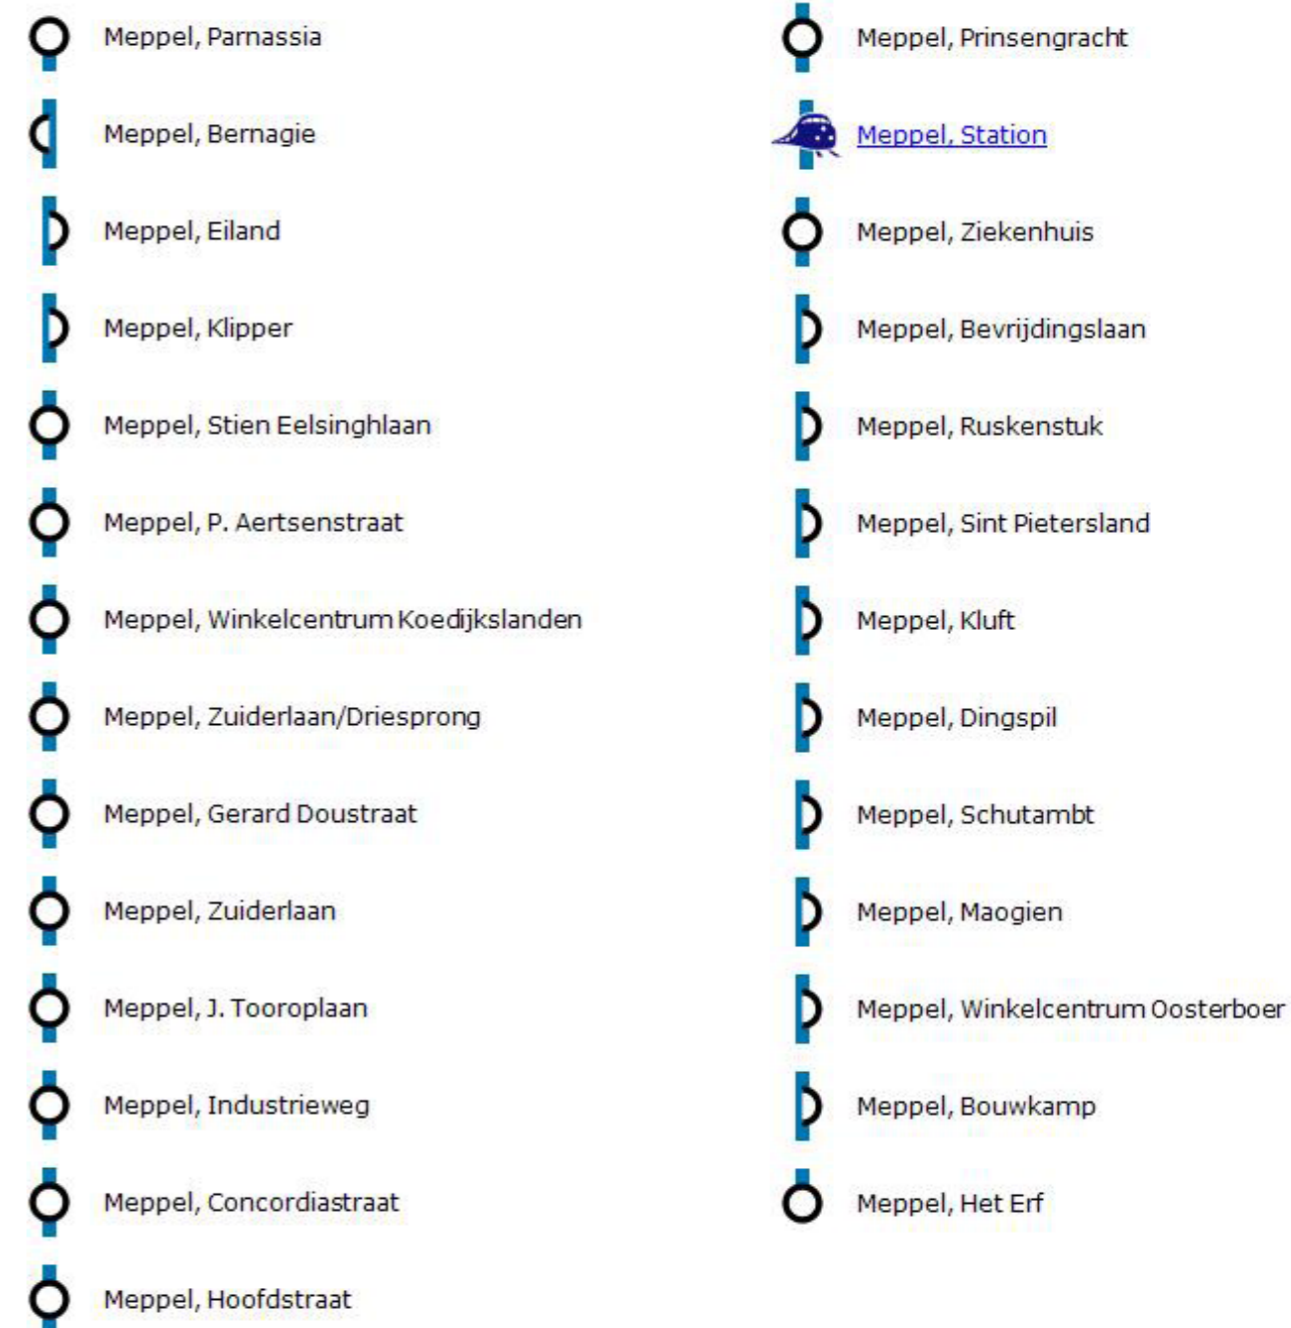 Meppel, Parnassia
Meppel, Bernagie
Meppel, Eiland
Meppel, Klipper
Meppel, Stien Eelsinghlaan
Meppel, P. Aertsenstraat
Meppel, Winkelcentrum Koedijkslanden
Meppel, Zuiderlaan/Driesprong
Meppel, Gerard Doustraat
Meppel, Zuiderlaan
Meppel, J. Tooroplaan
Meppel, Industrieweg
Meppel, Concordiastraat
Meppel, Hoofdstraat
Meppel, Prinsengracht
Meppel, Station
Meppel, Ziekenhuis
Meppel, Bevrijdingslaan
Meppel, Ruskenstuk
Meppel, Sint Pietersland
Meppel, Kluft
Meppel, Dingspil
Meppel, Schutambt
Meppel, Maogien
Meppel, Winkelcentrum Oosterboer
Meppel, Bouwkamp
Meppel, Het Erf